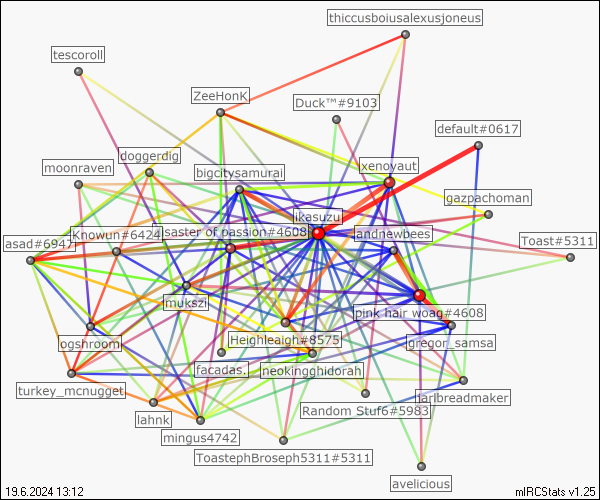 thiccusboiusalexusjoneus
tescoroll
ZeeHonK
Duck™#9103
default#0617
doggerdig
xenoyaut
moonraven
bigcitysamurai
gazpachoman
likasuzu
Knowun#6424
saster of passion#4608
andnewbees
asad#6947
Toast#5311
mukszi
pink hair woag#4608
ogshroom
Heighleaigh#8575
gregor_samsa
facadas.
neokingghidorah
turkey_mcnugget
Random Stuf6#5983
jarlbreadmaker
lahnk
mingus4742
ToastephBroseph5311#5311
avelicious
19.6.2024 13:12
mIRCStats v1.25